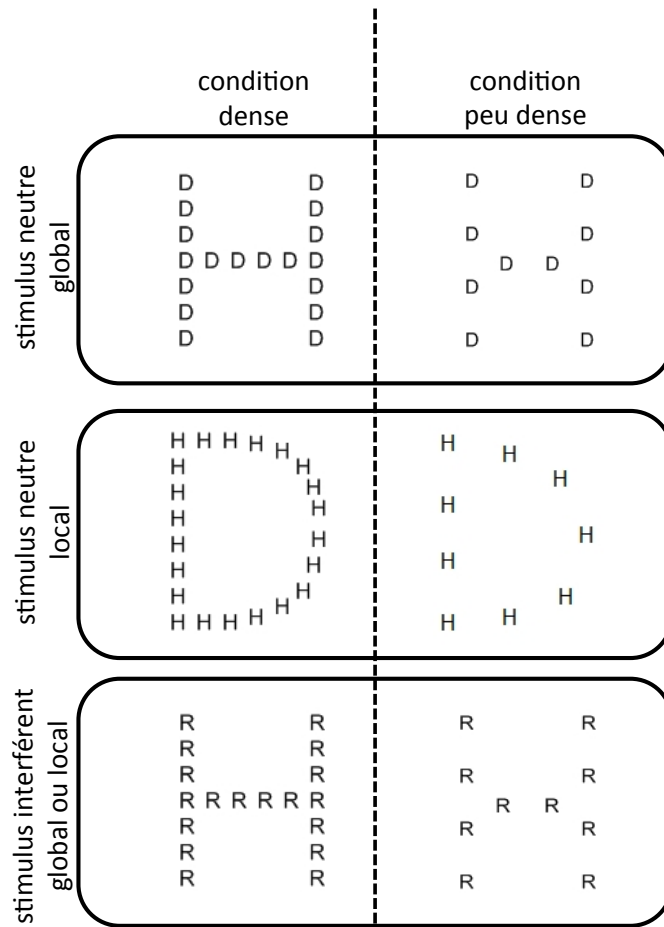 condition
dense
condition
peu dense
stimulus neutre
global
D D
D D
D D
D D D D D D
D D
D D
D D
D D
D D
D D
D D
D D
stimulus neutre
local
H H H H H
H H
H H
H H
H H
H H
H H
H H H H H
H H
H
H
H
H
H
H H
stimulus interférent
global ou local
R R
R R
R R
R R R R R R
R R
R R
R R
R R
R R
R R
R R
R R